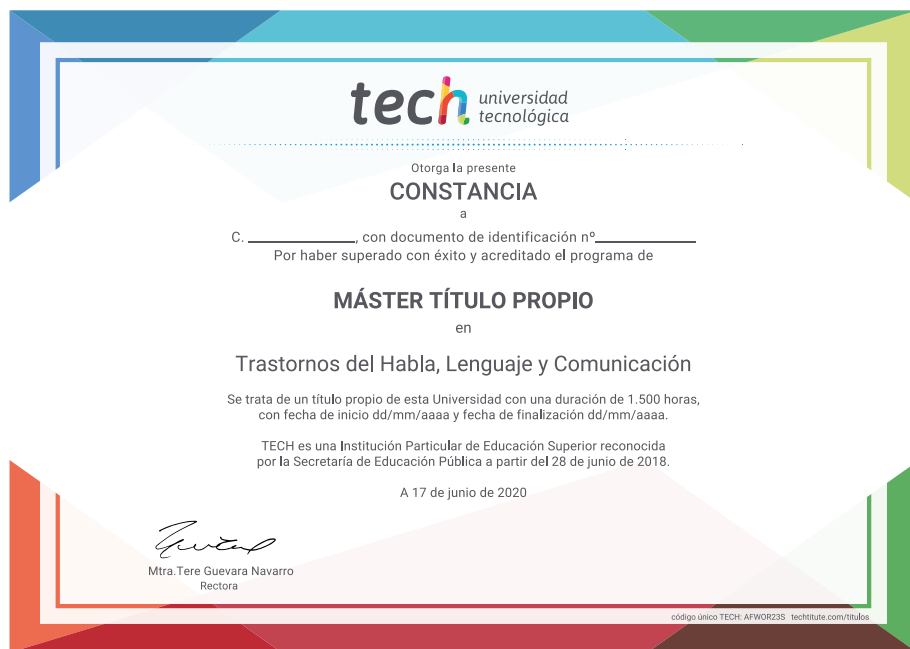 tech universidad
tecnológica
Otorga la presente
CONSTANCIA
a
C. ____________, con documento de identificación nº____________
Por haber superado con éxito y acreditado el programa de
MÁSTER TÍTULO PROPIO
en
Trastornos del Habla, Lenguaje y Comunicación
Se trata de un título propio de esta Universidad con una duración de 1.500 horas,
con fecha de inicio dd/mm/aaaa y fecha de finalización dd/mm/aaaa.
TECH es una Institución Particular de Educación Superior reconocida
por la Secretaría de Educación Pública a partir del 28 de junio de 2018.
A 17 de junio de 2020
Mtra.Tere Guevara Navarro
Rectora
código único TECH: AFWOR23S techtitute.com/titulos